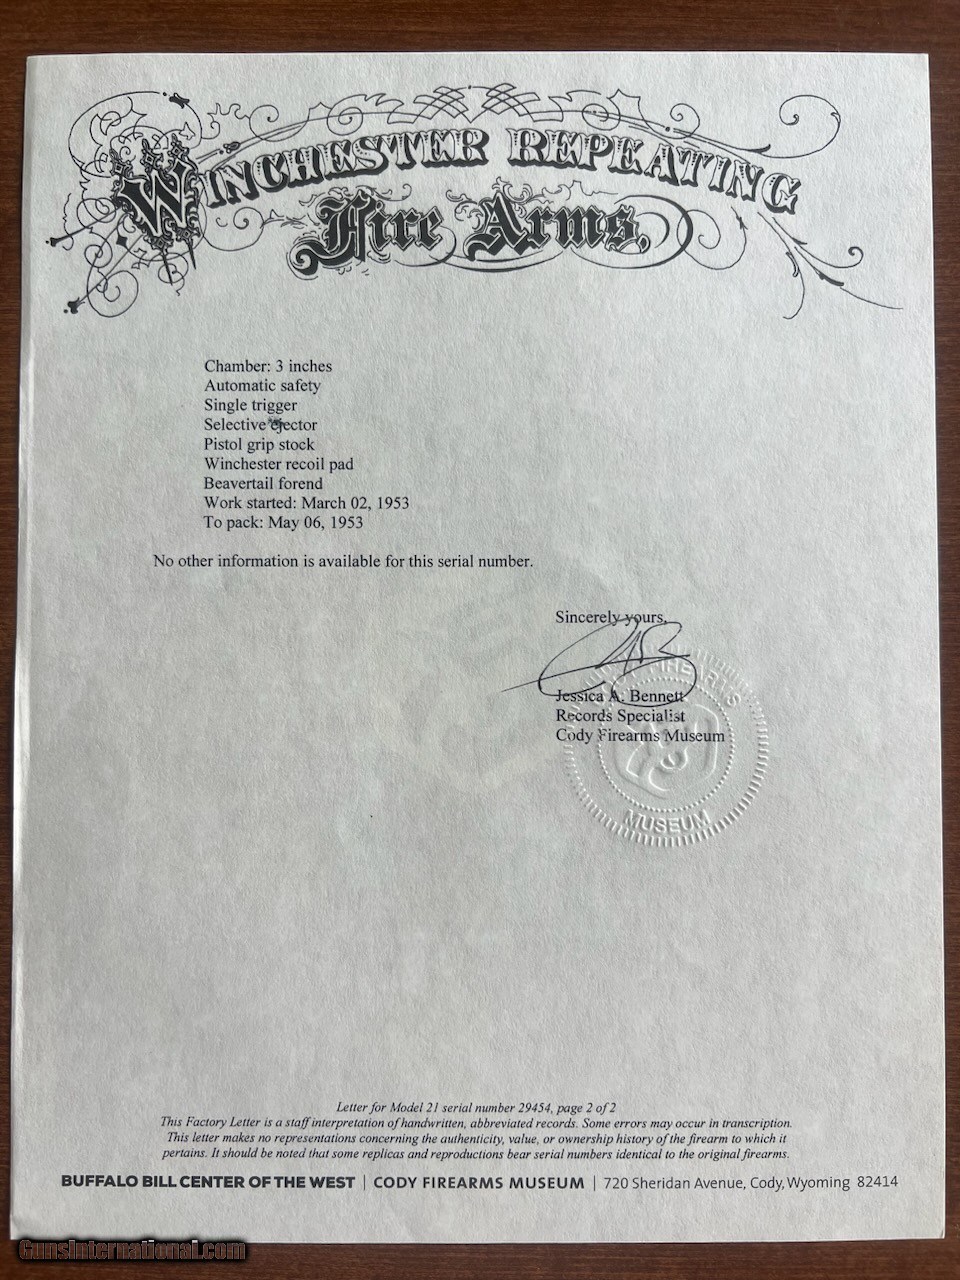 WINCHESTER REPEATING
Fire Arms,
Chamber: 3 inches
Automatic safety
Single trigger
Selective ejector
Pistol grip stock
Winchester recoil pad
Beavertail forend
Work started: March 02, 1953
To pack: May 06, 1953
No other information is available for this serial number.
Sincerely yours,
Jessica A. Bennett
Records Specialist
Cody Firearms Museum
FIREARMS
MUSEUM
Letter for Model 21 serial number 29454, page 2 of 2
This Factory Letter is a staff interpretation of handwritten, abbreviated records. Some errors may occur in transcription.
This letter makes no representations concerning the authenticity, value, or ownership history of the firearm to which it
pertains. It should be noted that some replicas and reproductions bear serial numbers identical to the original firearms.
BUFFALO BILL CENTER OF THE WEST | CODY FIREARMS MUSEUM | 720 Sheridan Avenue, Cody, Wyoming 82414
GunsInternational.com